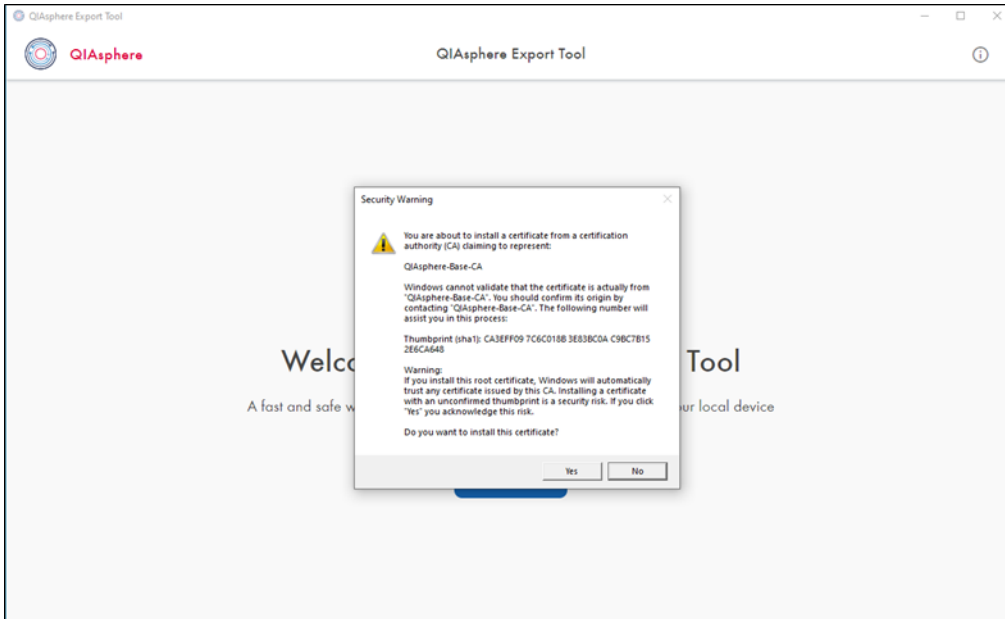 QIAsphere Export Tool
QIAsphere
QIAsphere Export Tool
Security Warning
You are about to install a certificate from a certification
authority (CA) claiming to represent:
QIAsphere-Base-CA
Windows cannot validate that the certificate is actually from
"QIAsphere-Base-CA". You should confirm its origin by
contacting "QIAsphere-Base-CA". The following number will
assist you in this process:
Thumbprint (sha1): CA3EFF09 7C6C018B 3E83BC0A C9BC7B15
2E6CA648
Warning:
If you install this root certificate, Windows will automatically
trust any certificate issued by this CA. Installing a certificate
with an unconfirmed thumbprint is a security risk. If you click
"Yes" you acknowledge this risk.
Do you want to install this certificate?
Yes No
Tool
A fast and safe local device